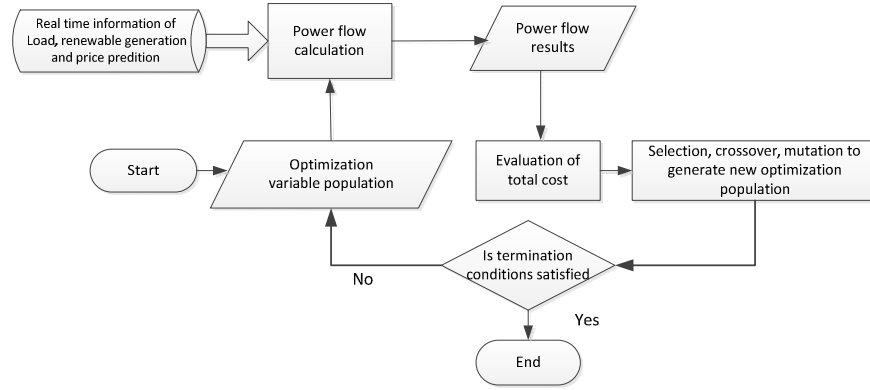 Real time information of
Load, renewable generation
and price predition
Power flow
calculation
Power flow
results
Start
Optimization
variable population
Evaluation of
total cost
Selection, crossover, mutation to
generate new optimization
population
Is termination
conditions satisfied
No
Yes
End